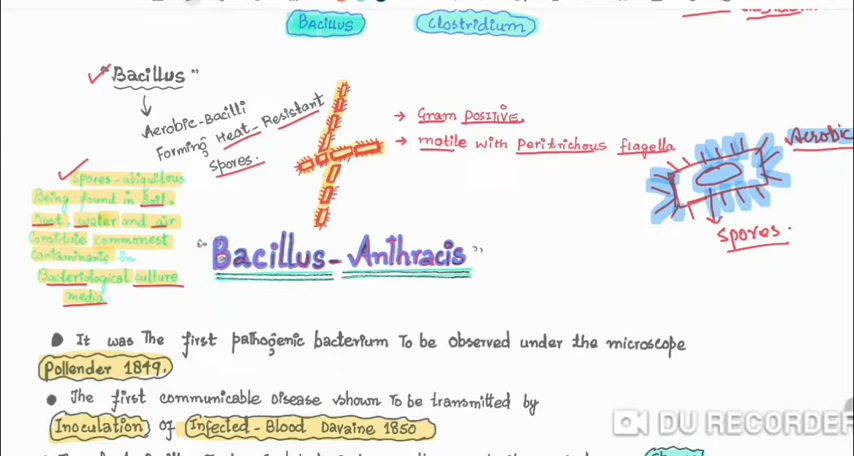 Bacillus
Clostridium
"Bacillus"
Aerobic-Bacilli
Forming Heat-Resistant
Spores.
→ Gram POSITIVE.
→ motile with Peritrichous flagella
Aerobic
Spores.
Spores-ubiquitous
Being found in Soil,
Dust, water and air
Constitute commonest
contaminants in
Bacteriological culture
media.
"Bacillus-Anthracis"
● It was The first pathogenic bacterium To be observed under the microscope
Pollender 1849.
● The first communicable Disease shown To be transmitted by
Inoculation of Infected-Blood Davaine 1850
DU RECORDER